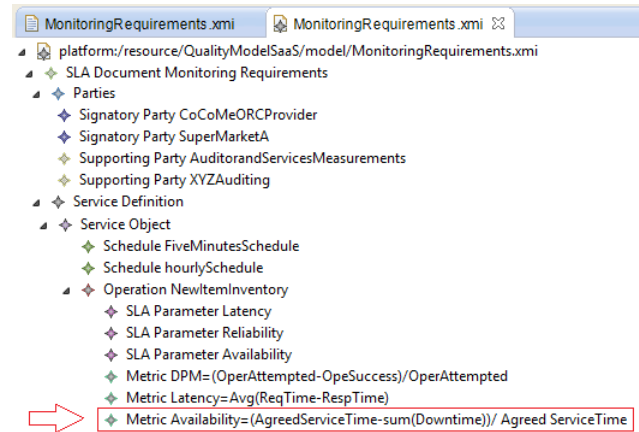 MonitoringRequirements.xmi MonitoringRequirements.xmi
platform:/resource/QualityModelSaaS/model/MonitoringRequirements.xmi
SLA Document Monitoring Requirements
Parties
Signatory Party CoCoMeORCProvider
Signatory Party SuperMarketA
Supporting Party AuditorandServicesMeasurements
Supporting Party XYZAuditing
Service Definition
Service Object
Schedule FiveMinutesSchedule
Schedule hourlySchedule
Operation NewItemInventory
SLA Parameter Latency
SLA Parameter Reliability
SLA Parameter Availability
Metric DPM=(OperAttempted-OpeSuccess)/OperAttempted
Metric Latency=Avg(ReqTime-RespTime)
Metric Availability=(AgreedServiceTime-sum(Downtime))/ Agreed ServiceTime